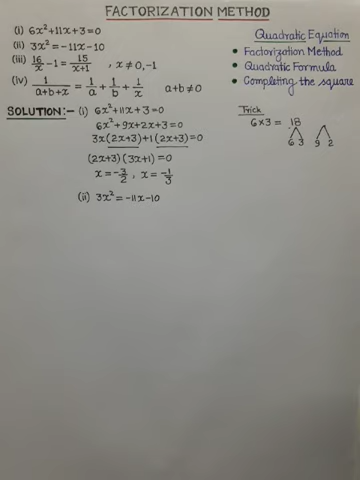 FACTORIZATION METHOD
(i) 6x²+11x+3=0
(ii) 3x²=-11x-10
(iii) 16/x -1 = 15/x+1 , x≠0,-1
(iv) 1/a+b+x = 1/a + 1/b + 1/x a+b≠0
Quadratic Equation
• Factorization Method
• Quadratic Formula
• Completing the square
SOLUTION:- (i) 6x²+11x+3=0
6x²+9x+2x+3=0
3x(2x+3)+1(2x+3)=0
(2x+3)(3x+1)=0
x=-3/2 , x=-1/3
(ii) 3x²=-11x-10
Trick
6×3 = 18
6 3 9 2